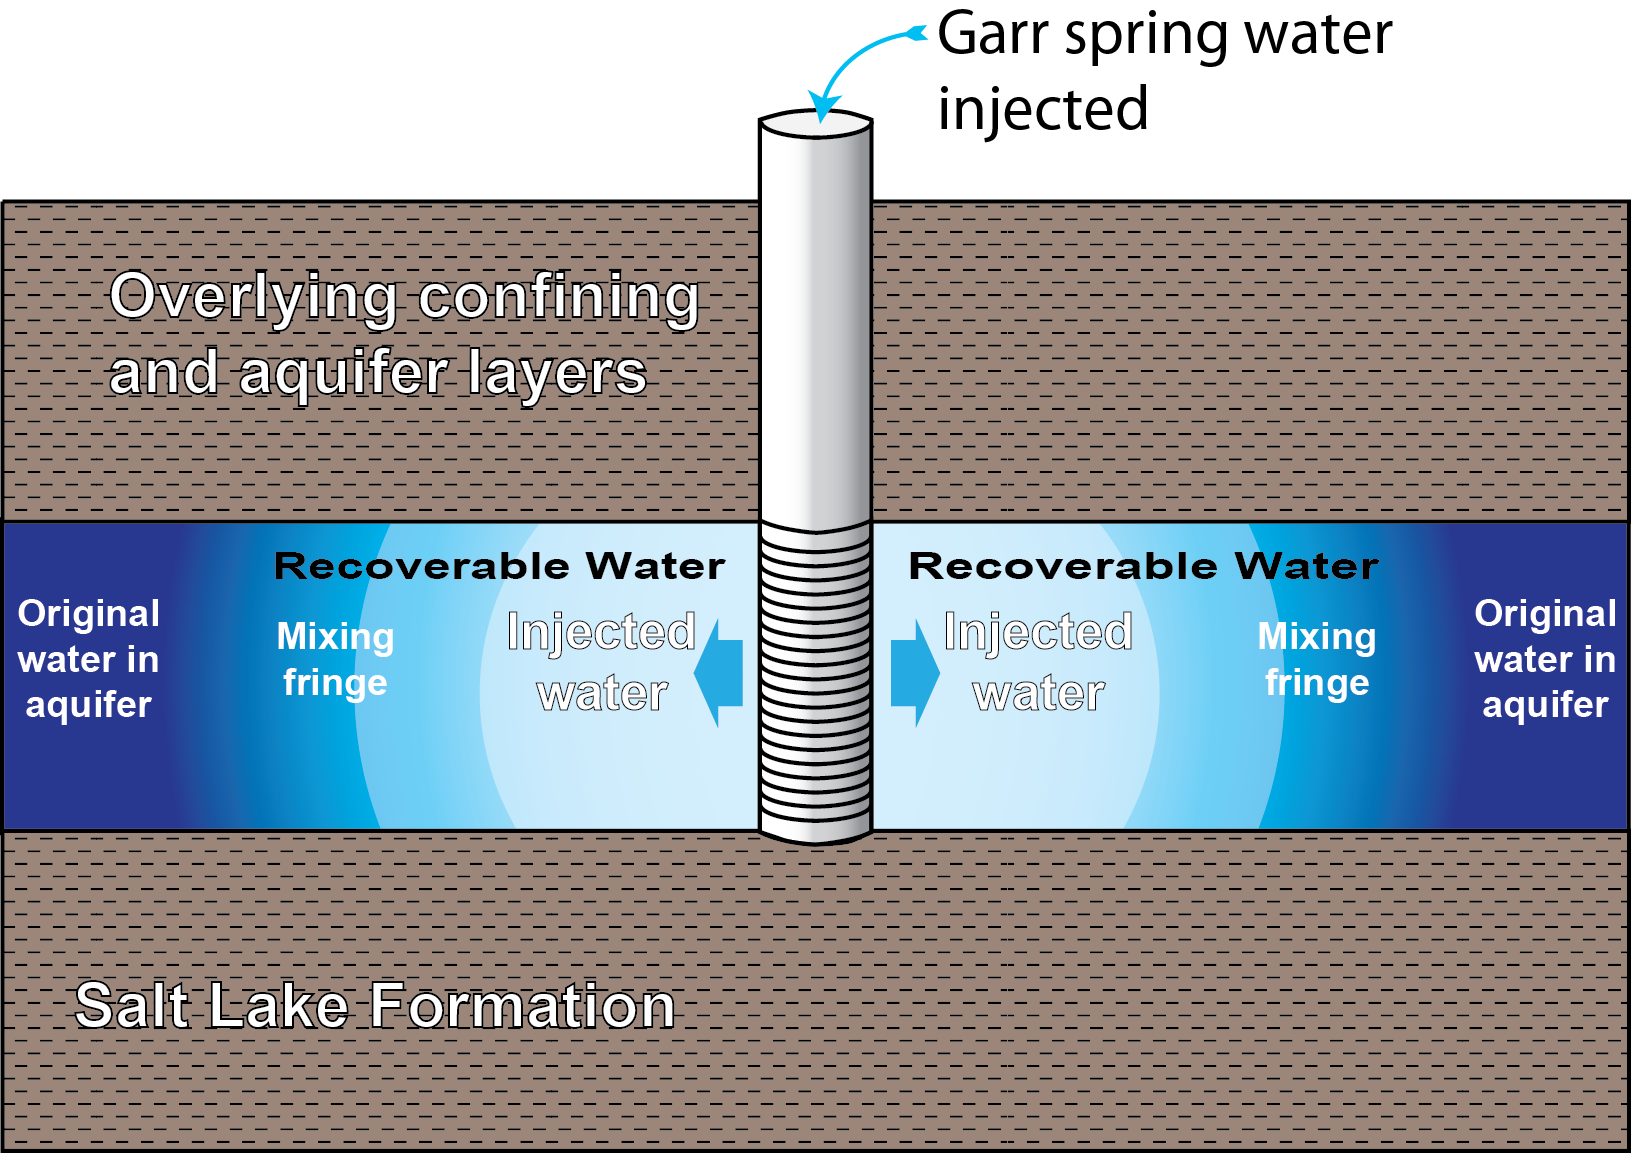 Garr spring water
injected
Overlying confining
and aquifer layers
Recoverable Water
Recoverable Water
Original
water in
aquifer
Mixing
fringe
Injected
water
Injected
water
Mixing
fringe
Original
water in
aquifer
Salt Lake Formation